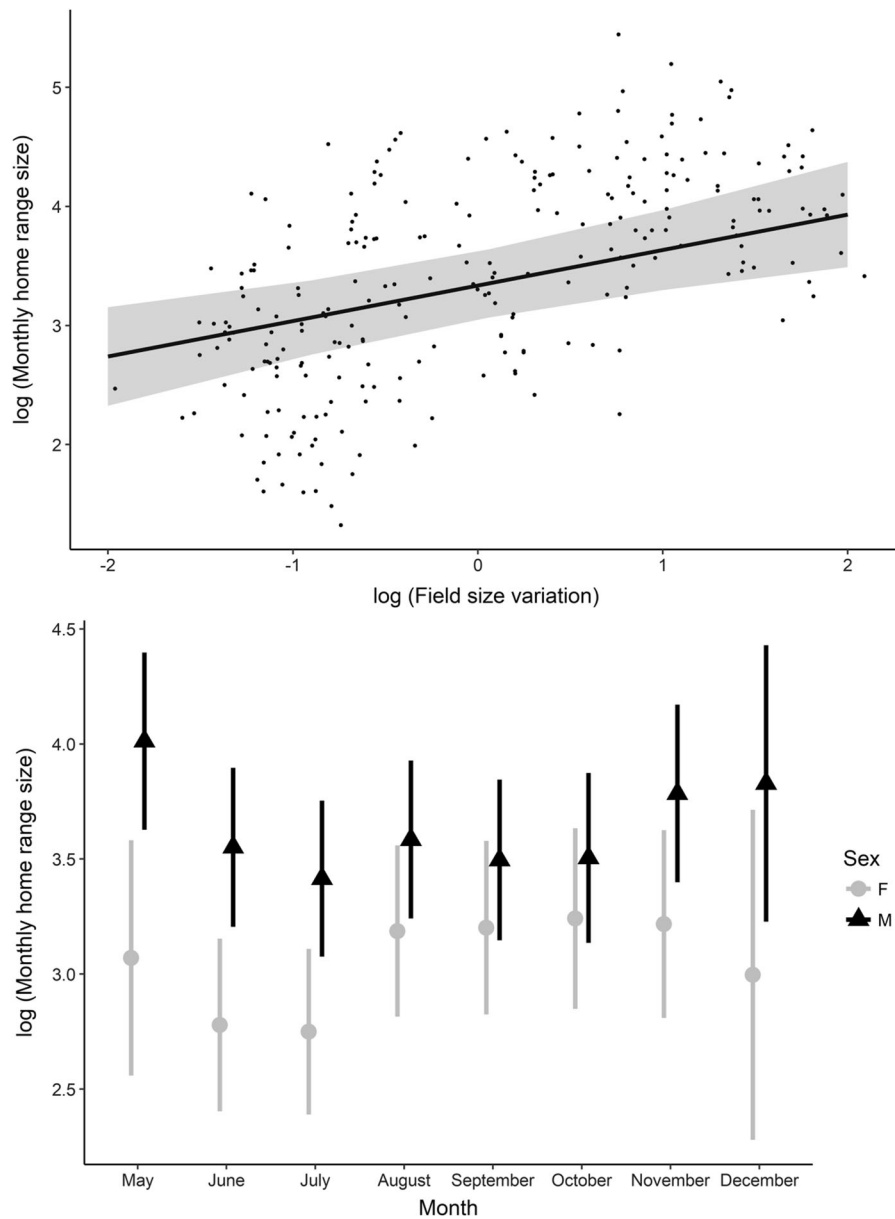 log (Monthly home range size)
5
4
3
2
-2 -1 0 1 2
log (Field size variation)
log (Monthly home range size)
4.5
4.0
3.5
3.0
2.5
May June July August September October November December
Month
Sex
F
M